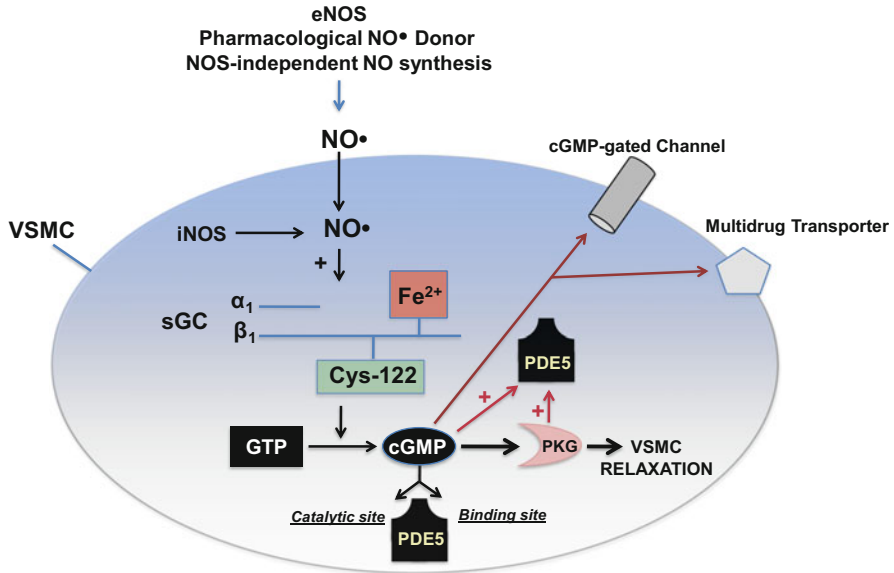 eNOS
Pharmacological NO• Donor
NOS-independent NO synthesis
NO•
cGMP-gated Channel
Multidrug Transporter
VSMC
iNOS
NO•
+
Fe²⁺
α₁
sGC
β₁
PDE5
Cys-122
+
+
GTP
cGMP
PKG
VSMC
RELAXATION
Catalytic site
Binding site
PDE5